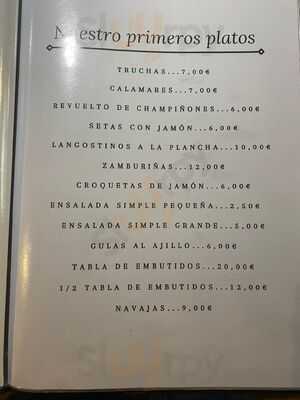 Nuestro primeros platos
TRUCHAS...7,00€
CALAMARES...7,00€
REVUELTO DE CHAMPIÑONES...6,00€
SETAS CON JAMÓN...6,00€
LANGOSTINOS A LA PLANCHA...10,00€
ZAMBURIÑAS...12,00€
CROQUETAS DE JAMÓN...6,00€
ENSALADA SIMPLE PEQUEÑA...2,50€
ENSALADA SIMPLE GRANDE...5,00€
GULAS AL AJILLO...6,00€
TABLA DE EMBUTIDOS...20,00€
1/2 TABLA DE EMBUTIDOS...12,00€
NAVAJAS...9,00€